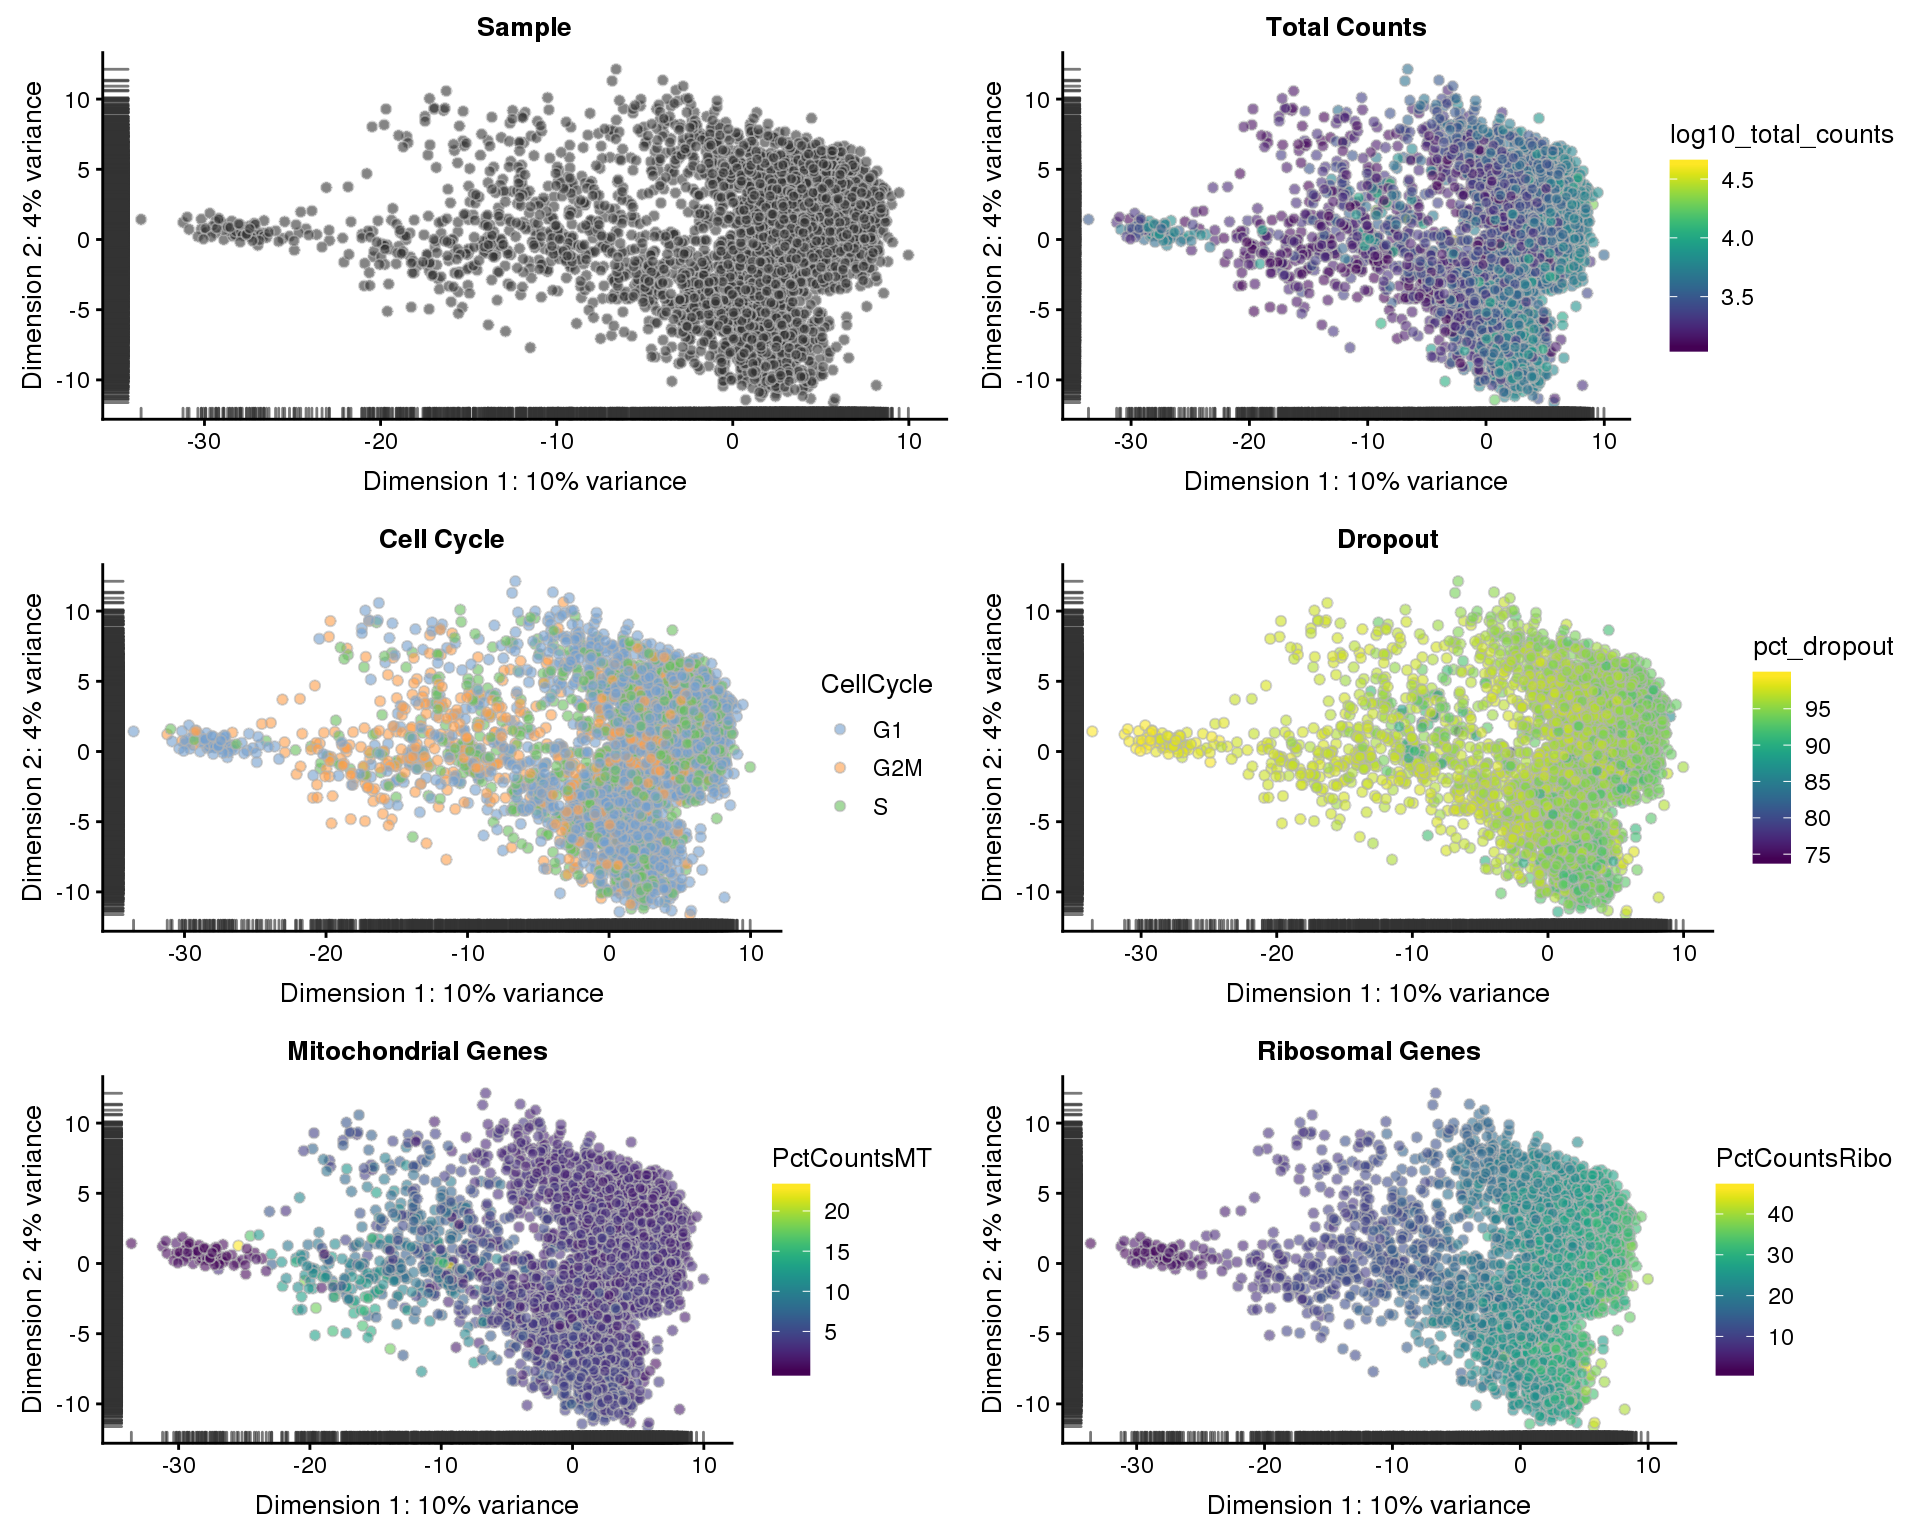 Sample
Dimension 2: 4% variance
10
5
0
-5
-10
-30
-20
-10
0
10
Dimension 1: 10% variance
Total Counts
Dimension 2: 4% variance
10
5
0
-5
-10
-30
-20
-10
0
10
Dimension 1: 10% variance
log10_total_counts
4.5
4.0
3.5
Cell Cycle
Dimension 2: 4% variance
10
5
0
-5
-10
-30
-20
-10
0
10
Dimension 1: 10% variance
CellCycle
G1
G2M
S
Dropout
Dimension 2: 4% variance
10
5
0
-5
-10
-30
-20
-10
0
10
Dimension 1: 10% variance
pct_dropout
95
90
85
80
75
Mitochondrial Genes
Dimension 2: 4% variance
10
5
0
-5
-10
-30
-20
-10
0
10
Dimension 1: 10% variance
PctCountsMT
20
15
10
5
Ribosomal Genes
Dimension 2: 4% variance
10
5
0
-5
-10
-30
-20
-10
0
10
Dimension 1: 10% variance
PctCountsRibo
40
30
20
10